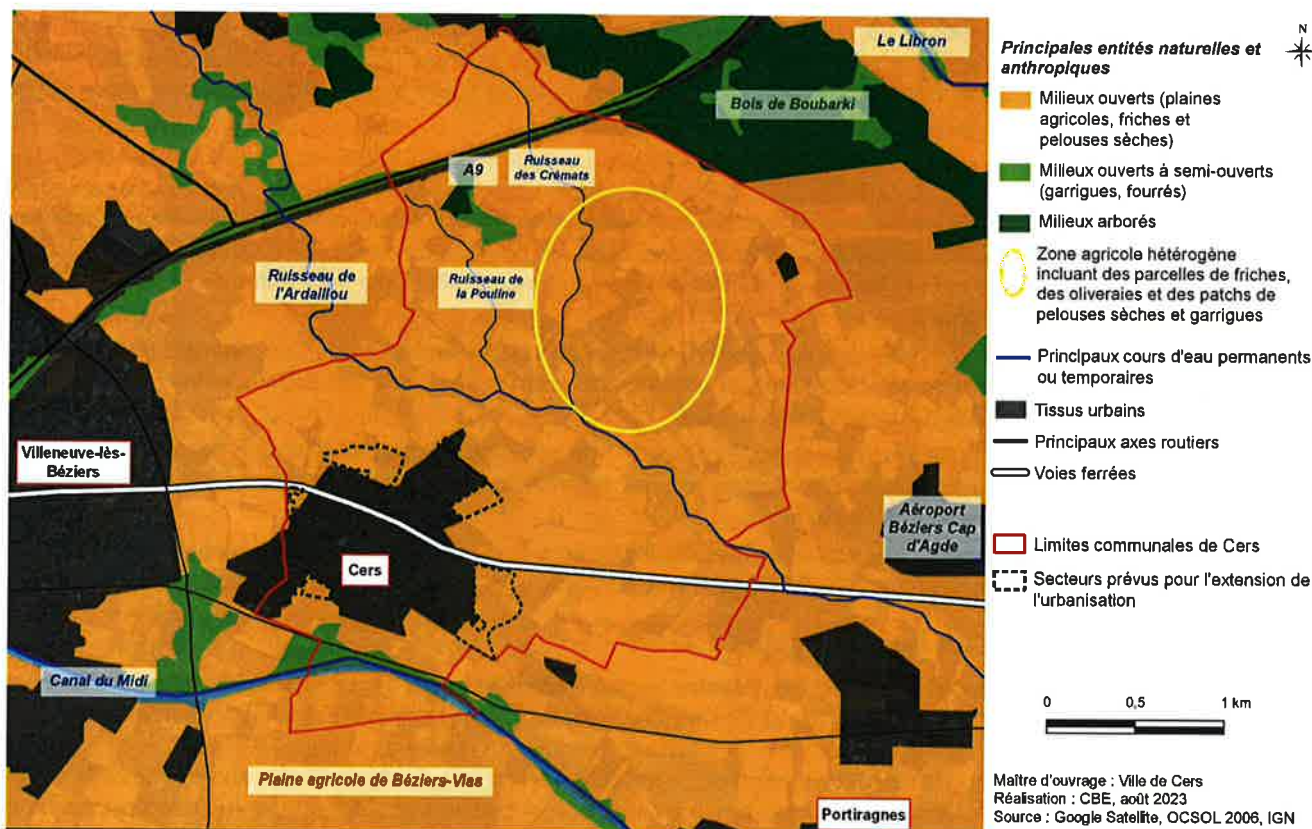 Le Libron
Bois de Boubarki
A9
Ruisseau
des Crémats
Ruisseau de
l'Ardaillou
Ruisseau de
la Pouline
Villeneuve-lès-
Béziers
Cers
Aéroport
Béziers Cap
d'Agde
Canal du Midi
Plaine agricole de Béziers-Vias
Portiragnes
N
Principales entités naturelles et
anthropiques
Milieux ouverts (plaines
agricoles, friches et
pelouses sèches)
Milieux ouverts à semi-ouverts
(garrigues, fourrés)
Milieux arborés
Zone agricole hétérogène
incluant des parcelles de friches,
des oliveraies et des patchs de
pelouses sèches et garrigues
Principaux cours d'eau permanents
ou temporaires
Tissus urbains
Principaux axes routiers
Voies ferrées
Limites communales de Cers
Secteurs prévus pour l'extension de
l'urbanisation
0 0,5 1 km
Maître d'ouvrage : Ville de Cers
Réalisation : CBE, août 2023
Source : Google Satellite, OCSOL 2006, IGN